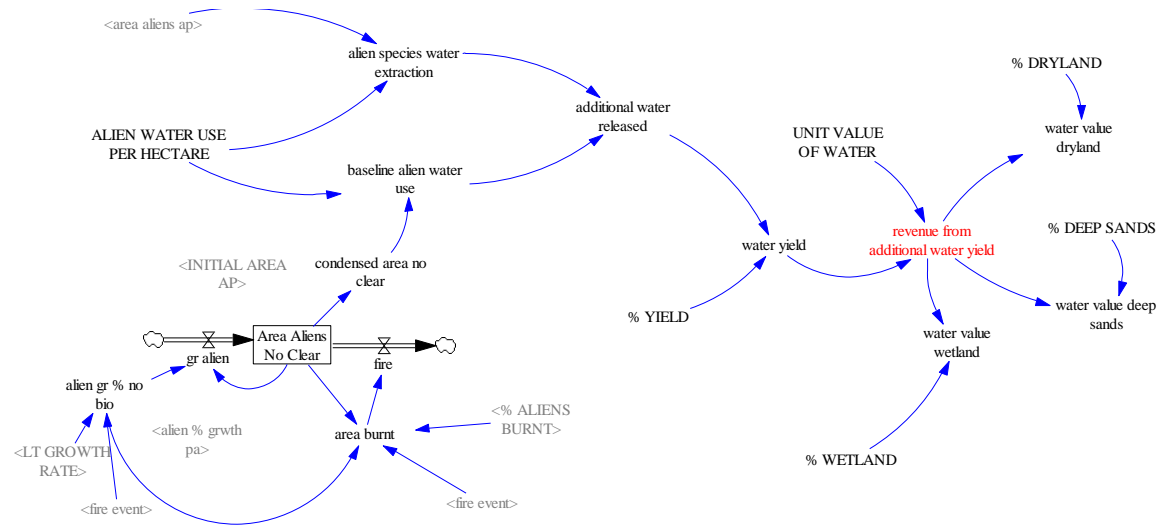 <area aliens ap>
alien species water
extraction
% DRYLAND
additional water
released
ALIEN WATER USE
PER HECTARE
UNIT VALUE
OF WATER
water value
dryland
baseline alien water
use
% DEEP SANDS
revenue from
additional water yield
water yield
<INITIAL AREA
AP>
condensed area no
clear
water value deep
sands
% YIELD
water value
wetland
Area Aliens
No Clear
gr alien
fire
alien gr % no
bio
<% ALIENS
BURNT>
<alien % grwth
pa>
area burnt
<LT GROWTH
RATE>
% WETLAND
<fire event>
<fire event>